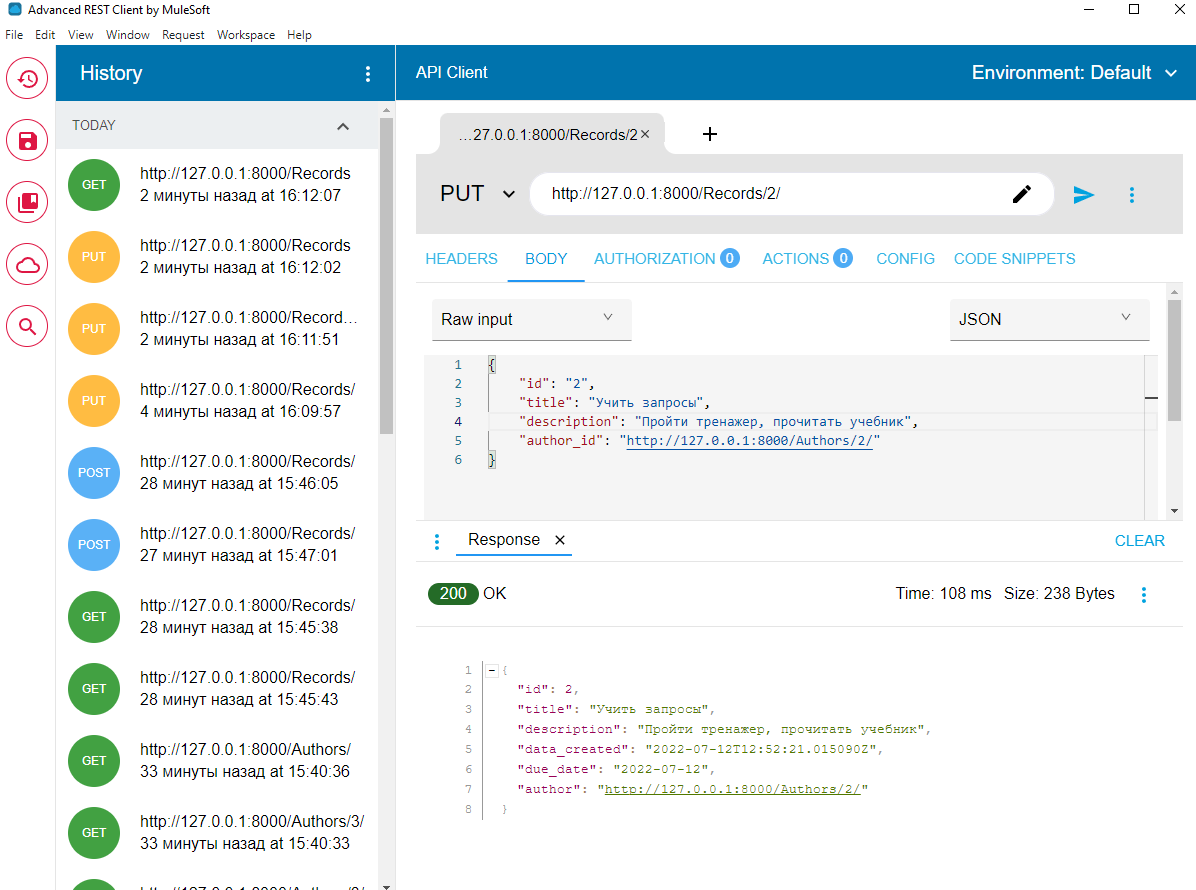 Advanced REST Client by MuleSoft
File Edit View Window Request Workspace Help
History
TODAY
GET
http://127.0.0.1:8000/Records
2 минуты назад at 16:12:07
PUT
http://127.0.0.1:8000/Records
2 минуты назад at 16:12:02
PUT
http://127.0.0.1:8000/Record...
2 минуты назад at 16:11:51
PUT
http://127.0.0.1:8000/Records/
4 минуты назад at 16:09:57
POST
http://127.0.0.1:8000/Records/
28 минут назад at 15:46:05
POST
http://127.0.0.1:8000/Records/
27 минут назад at 15:47:01
GET
http://127.0.0.1:8000/Records/
28 минут назад at 15:45:38
GET
http://127.0.0.1:8000/Records/
28 минут назад at 15:45:43
GET
http://127.0.0.1:8000/Authors/
33 минуты назад at 15:40:36
GET
http://127.0.0.1:8000/Authors/3/
33 минуты назад at 15:40:33
API Client
Environment: Default
...27.0.0.1:8000/Records/2
PUT http://127.0.0.1:8000/Records/2/
HEADERS BODY AUTHORIZATION 0 ACTIONS 0 CONFIG CODE SNIPPETS
Raw input JSON
1 {
2 "id": "2",
3 "title": "Учить запросы",
4 "description": "Пройти тренажер, прочитать учебник",
5 "author_id": "http://127.0.0.1:8000/Authors/2/"
6 }
Response CLEAR
200 OK Time: 108 ms Size: 238 Bytes
1 {
2 "id": 2,
3 "title": "Учить запросы",
4 "description": "Пройти тренажер, прочитать учебник",
5 "data_created": "2022-07-12T12:52:21.015090Z",
6 "due_date": "2022-07-12",
7 "author": "http://127.0.0.1:8000/Authors/2/"
8 }